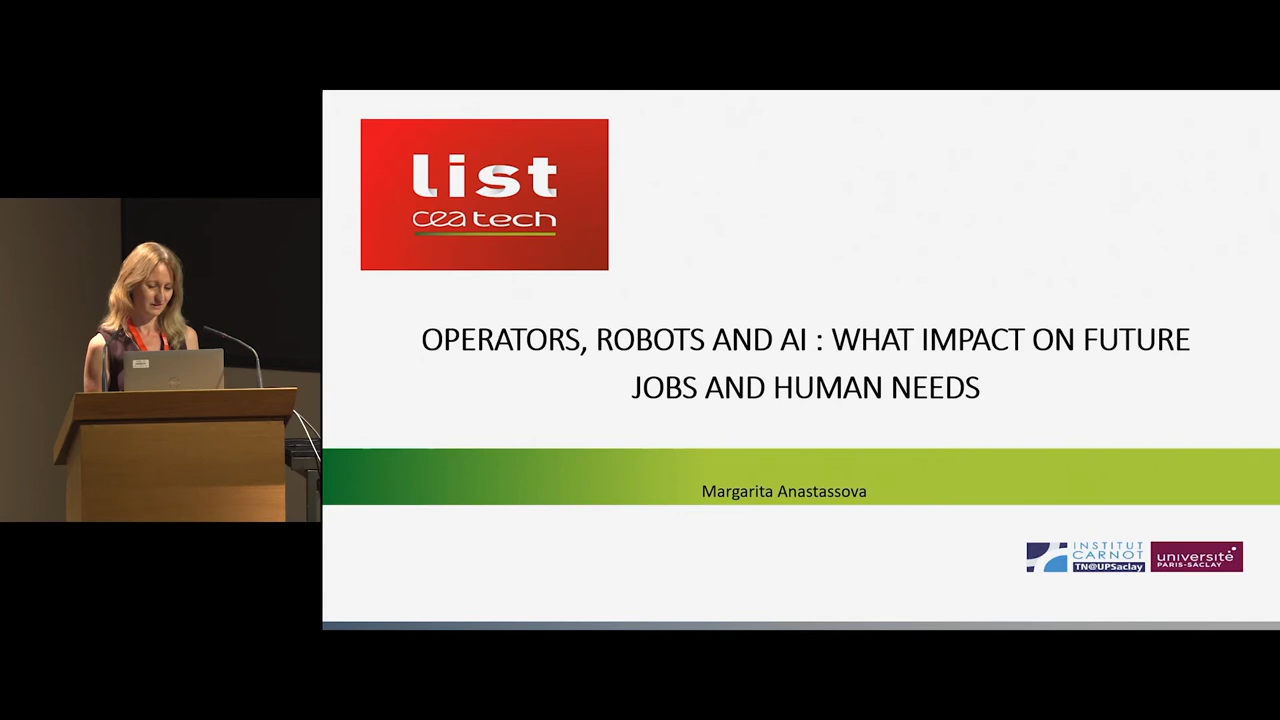 list
cea tech
OPERATORS, ROBOTS AND AI : WHAT IMPACT ON FUTURE
JOBS AND HUMAN NEEDS
Margarita Anastassova
INSTITUT
CARNOT
TN@UPSaclay
université
PARIS-SACLAY